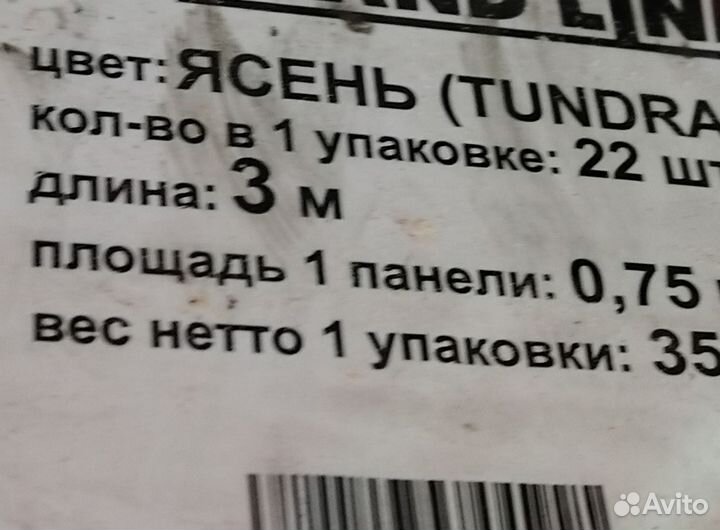 цвет: ЯСЕНЬ (TUNDRA
кол-во в 1 упаковке: 22 шт
длина: 3 м
площадь 1 панели: 0,75
вес нетто 1 упаковки: 35
Avito